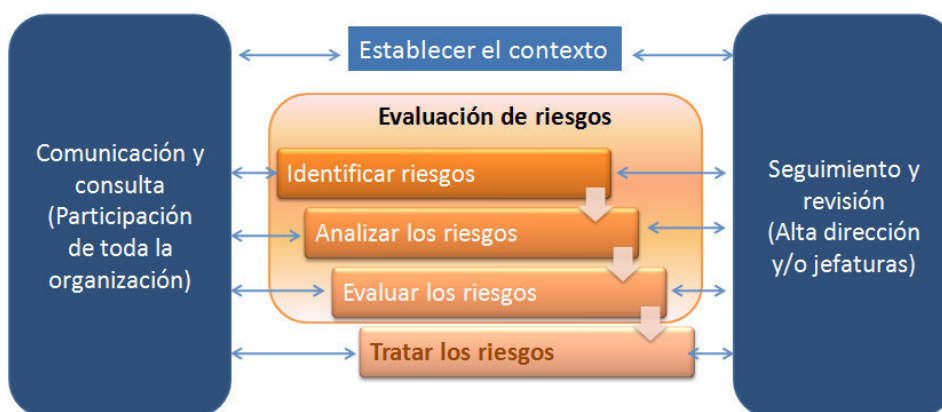 Establecer el contexto
Comunicación y
consulta
(Participación
de toda la
organización)
Evaluación de riesgos
Identificar riesgos
Analizar los riesgos
Evaluar los riesgos
Tratar los riesgos
Seguimiento y
revisión
(Alta dirección
y/o jefaturas)